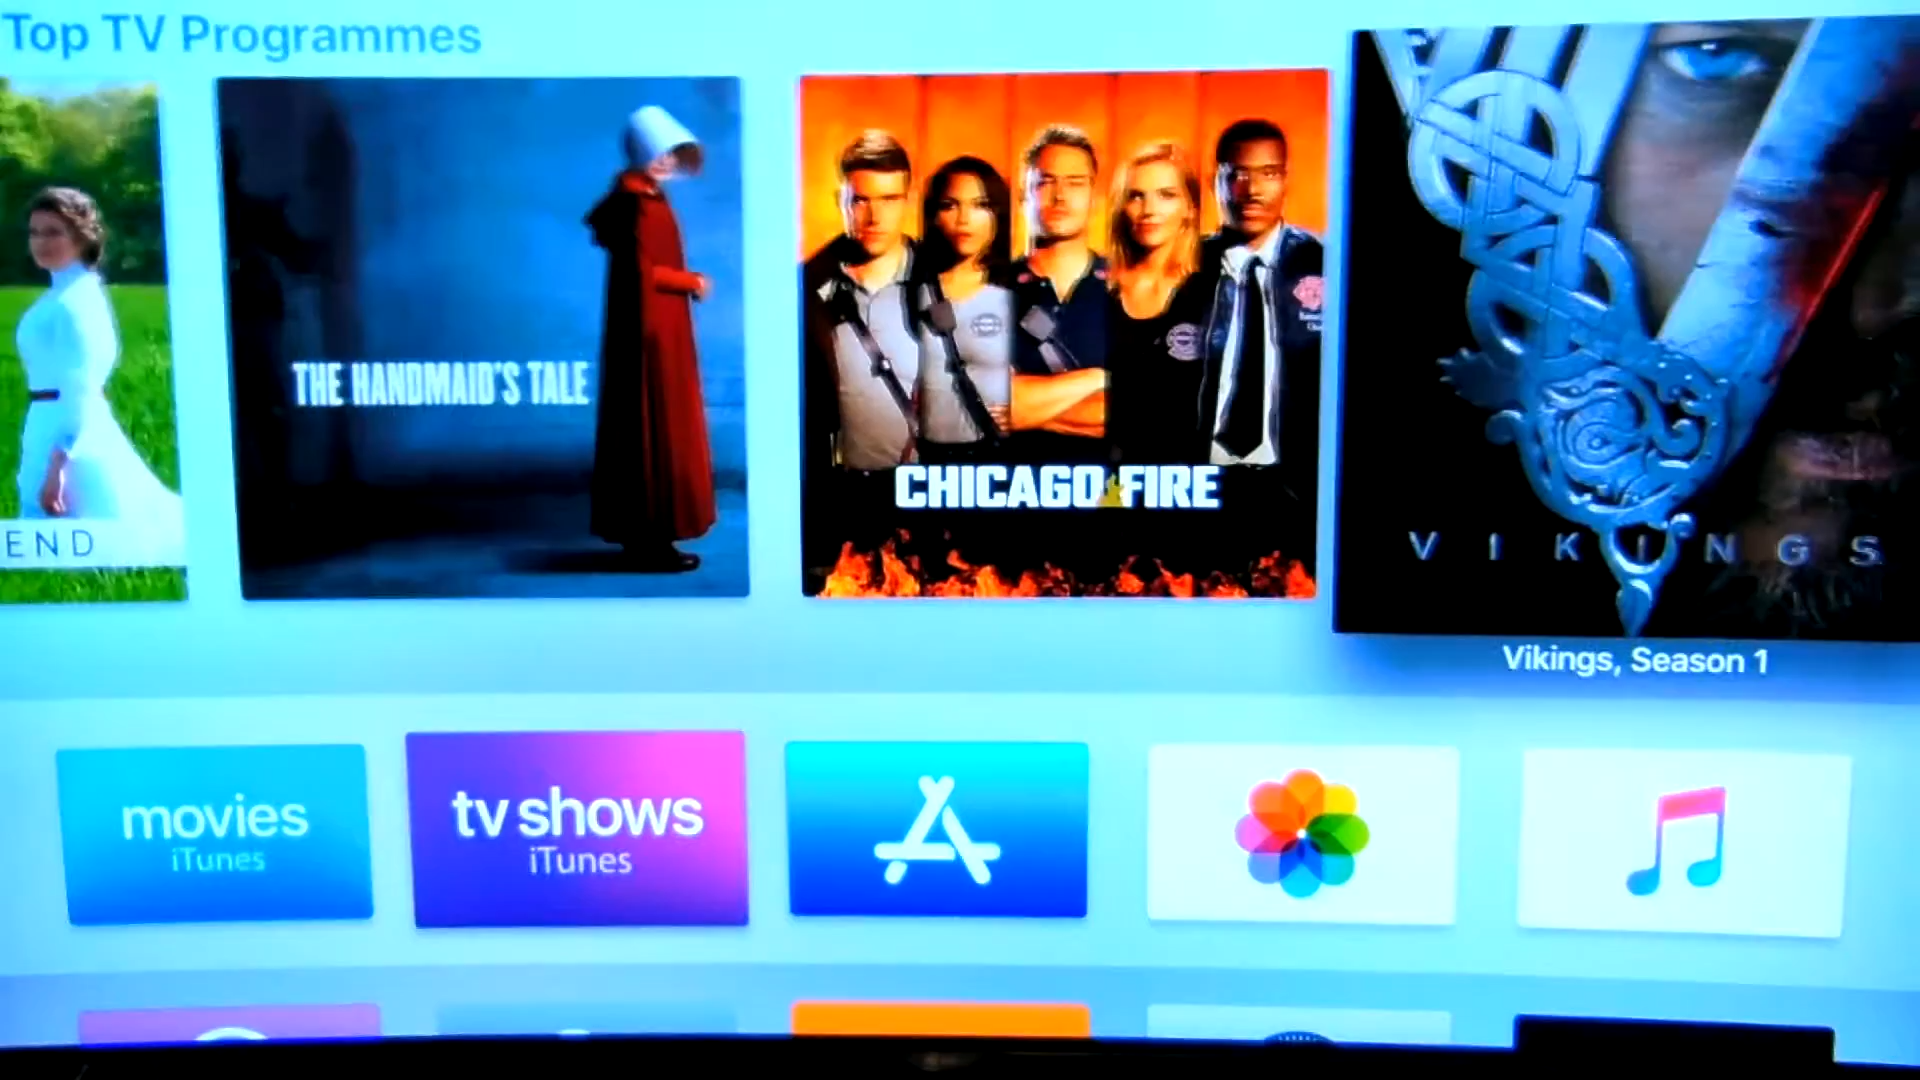 Top TV Programmes
END
THE HANDMAID'S TALE
CHICAGO FIRE
VIKINGS
Vikings, Season 1
movies
iTunes
tv shows
iTunes